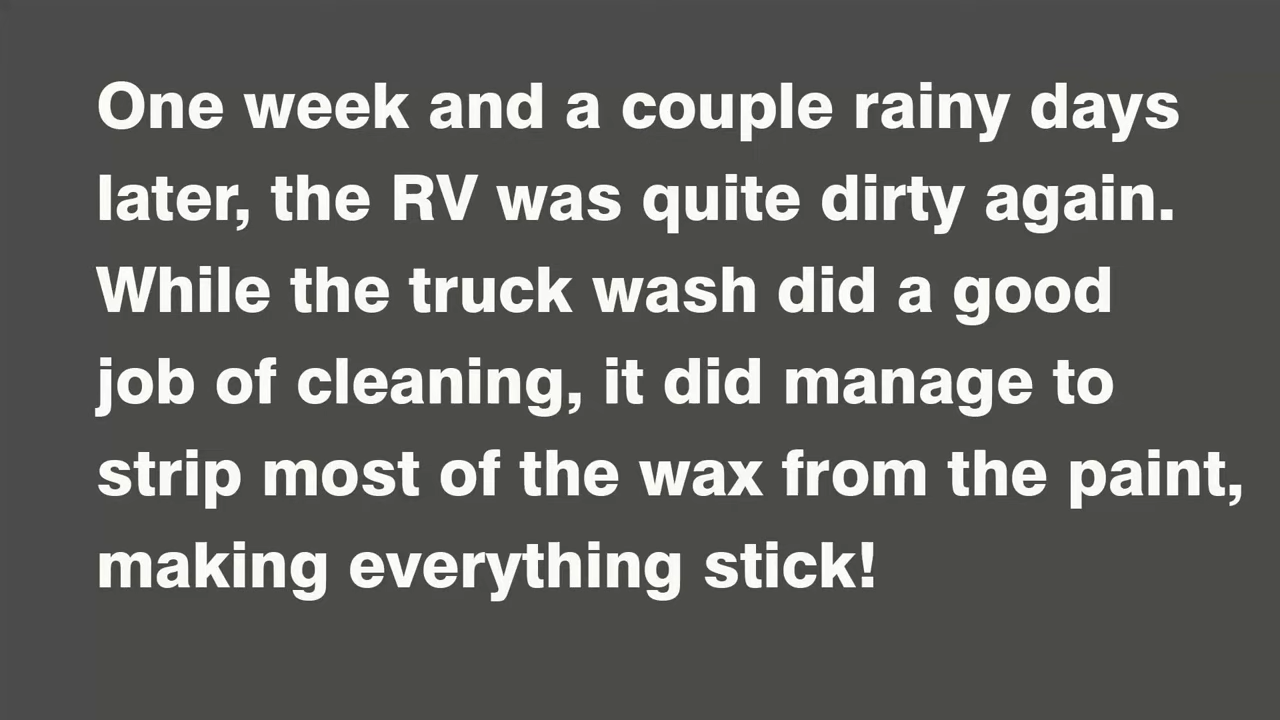 One week and a couple rainy days
later, the RV was quite dirty again.
While the truck wash did a good
job of cleaning, it did manage to
strip most of the wax from the paint,
making everything stick!